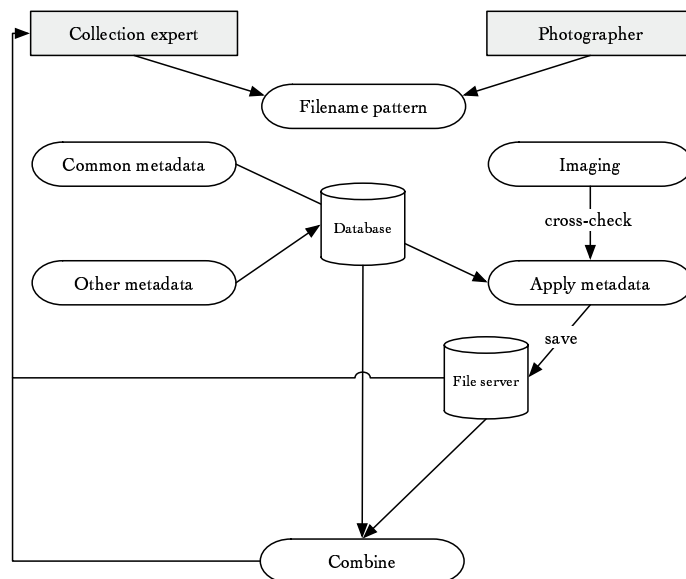 Collection expert
Photographer
Filename pattern
Common metadata
Imaging
cross-check
Database
Other metadata
Apply metadata
save
File server
Combine